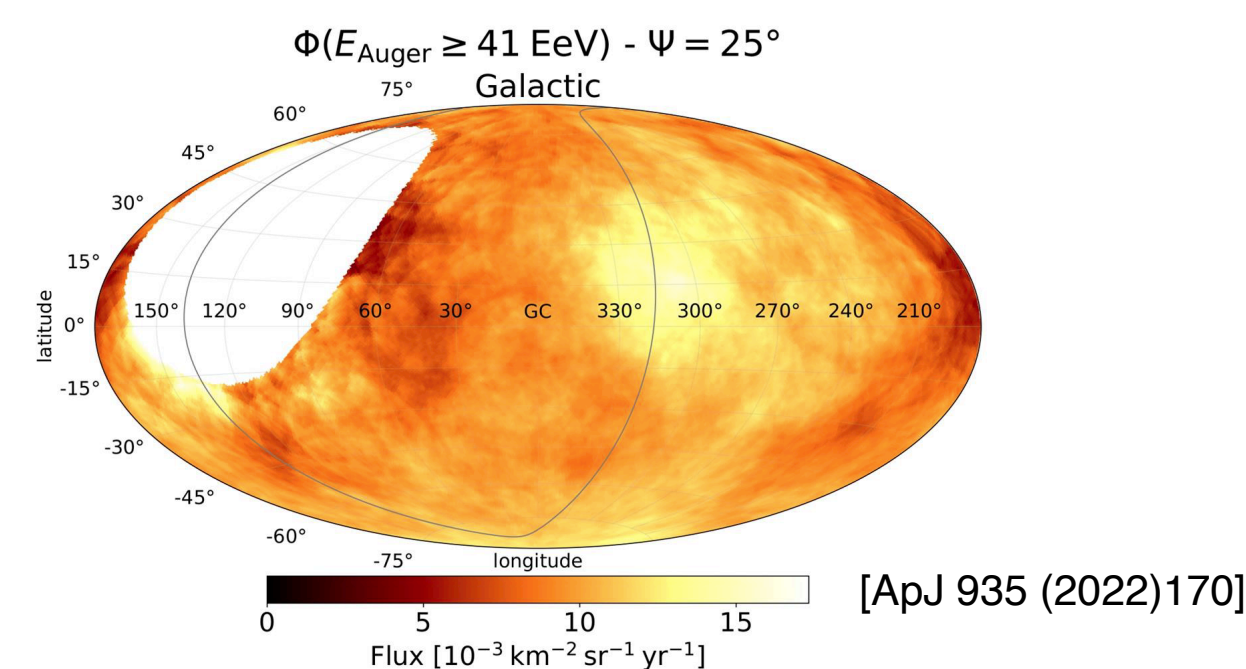 Φ(E_Auger ≥ 41 EeV) - Ψ = 25°
Galactic
75°
60°
45°
30°
15°
0°
-15°
-30°
-45°
-60°
-75°
latitude
150° 120° 90° 60° 30° GC 330° 300° 270° 240° 210°
longitude
0 5 10 15
Flux [10⁻³ km⁻² sr⁻¹ yr⁻¹]
[ApJ 935 (2022)170]